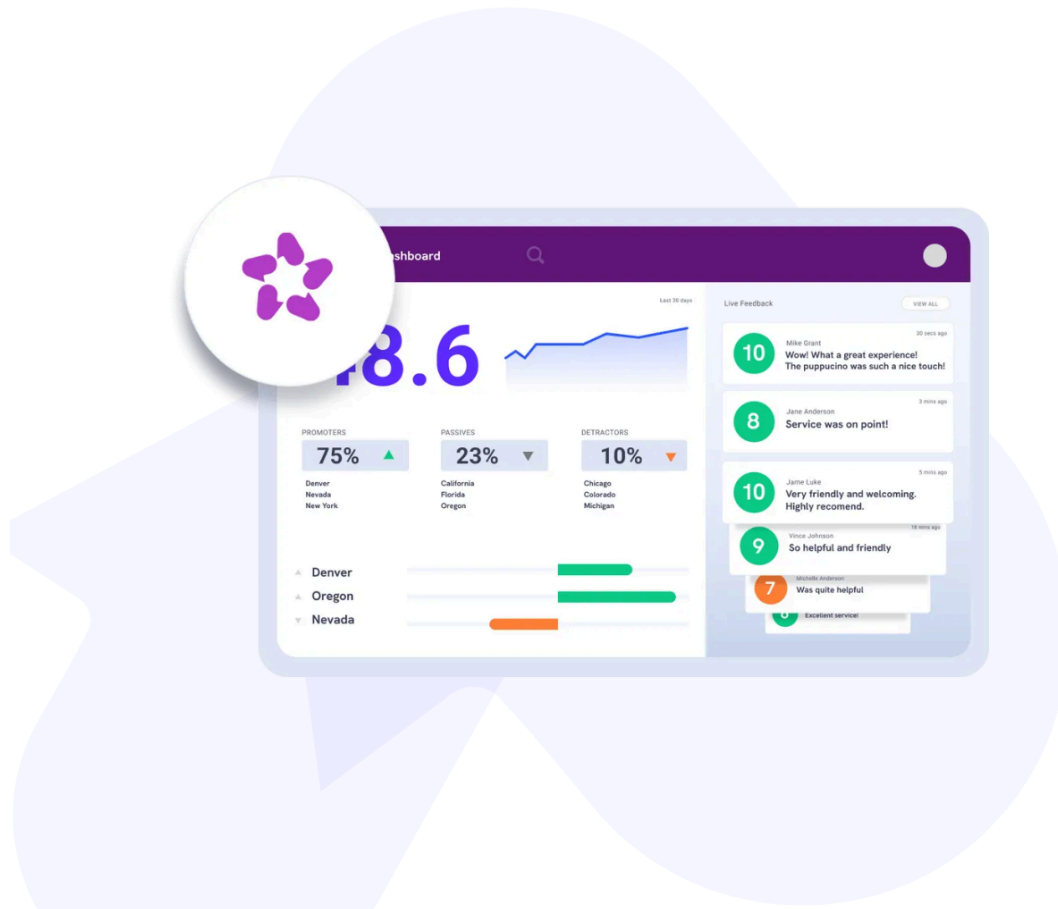 shboard
Last 30 days
8.6
PROMOTERS
75%
Denver
Nevada
New York
PASSIVES
23%
California
Florida
Oregon
DETRACTORS
10%
Chicago
Colorado
Michigan
Denver
Oregon
Nevada
Live Feedback
VIEW ALL
30 secs ago
10
Mike Grant
Wow! What a great experience!
The puppucino was such a nice touch!
3 mins ago
8
Jane Anderson
Service was on point!
5 mins ago
10
Jame Luke
Very friendly and welcoming.
Highly recomend.
9
Vince Johnson
So helpful and friendly
7
Michelle Anderson
Was quite helpful
Excellent service!